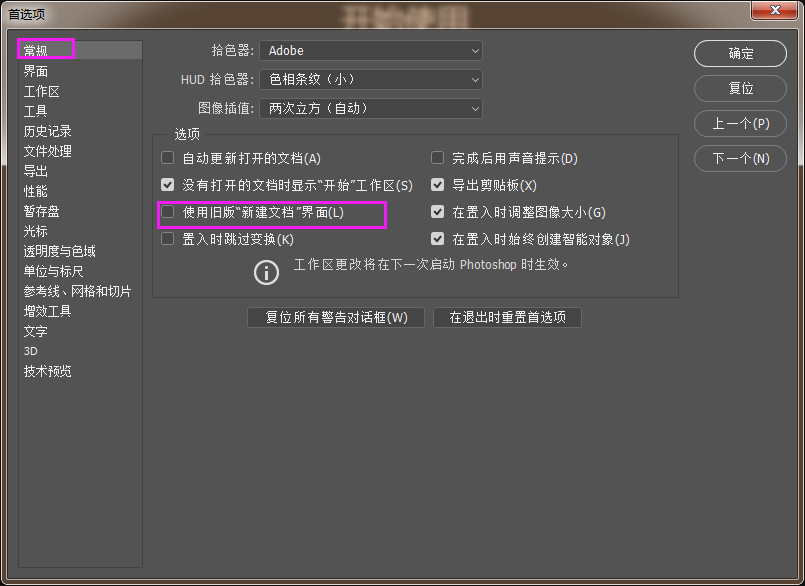 首选项
开始使用
常规
界面
工作区
工具
历史记录
文件处理
导出
性能
暂存盘
光标
透明度与色域
单位与标尺
参考线、网格和切片
增效工具
文字
3D
技术预览
拾色器: Adobe
HUD 拾色器: 色相条纹（小）
图像插值: 两次立方（自动）
选项
自动更新打开的文档(A) 完成后用声音提示(D)
没有打开的文档时显示“开始”工作区(S) 导出剪贴板(X)
使用旧版“新建文档”界面(L) 在置入时调整图像大小(G)
置入时跳过变换(K) 在置入时始终创建智能对象(J)
工作区更改将在下一次启动 Photoshop 时生效。
复位所有警告对话框(W) 在退出时重置首选项
确定
复位
上一个(P)
下一个(N)